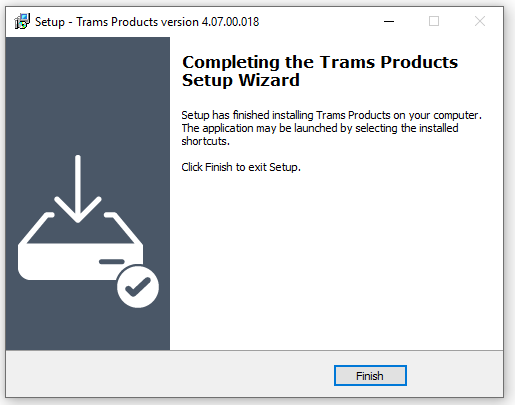 Setup - Trams Products version 4.07.00.018
Completing the Trams Products
Setup Wizard
Setup has finished installing Trams Products on your computer.
The application may be launched by selecting the installed
shortcuts.
Click Finish to exit Setup.
Finish